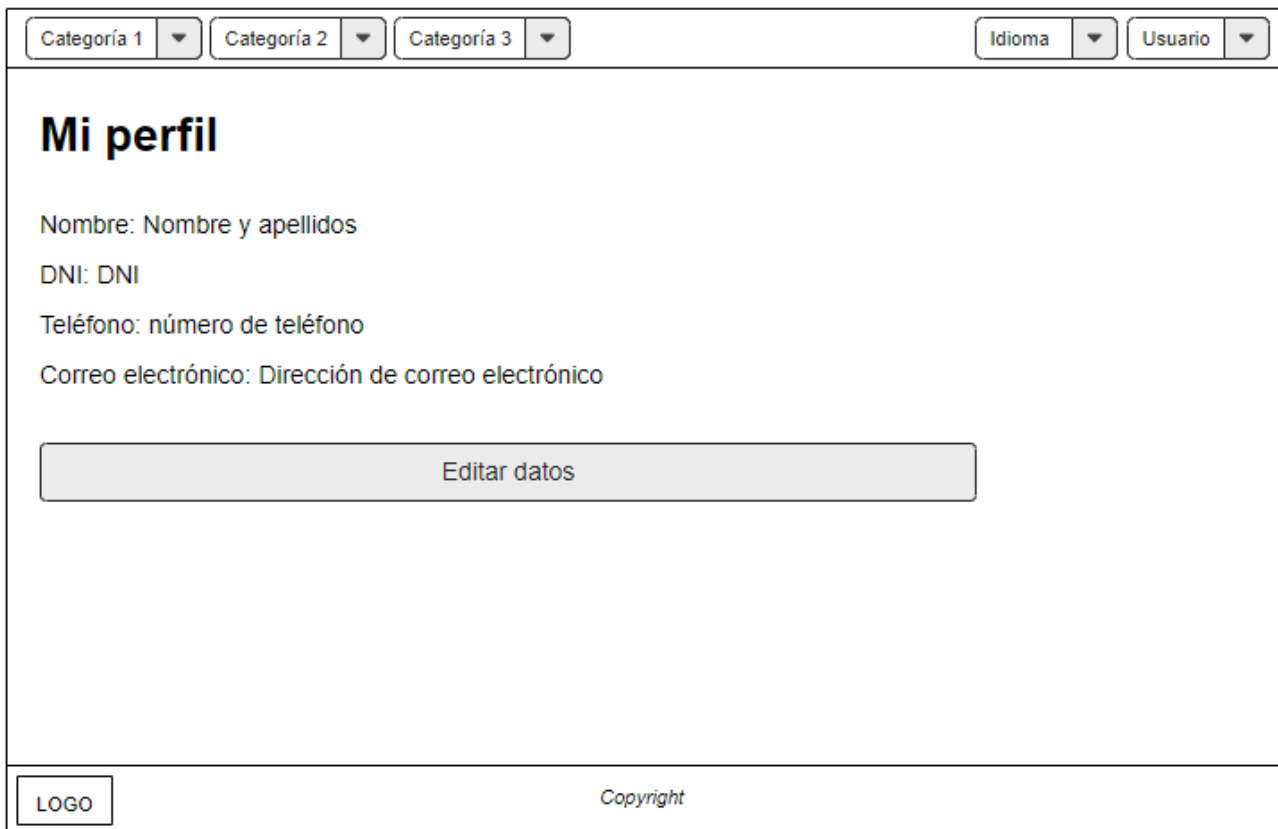 Categoría 1 Categoría 2 Categoría 3 Idioma Usuario
Mi perfil
Nombre: Nombre y apellidos
DNI: DNI
Teléfono: número de teléfono
Correo electrónico: Dirección de correo electrónico
Editar datos
LOGO Copyright